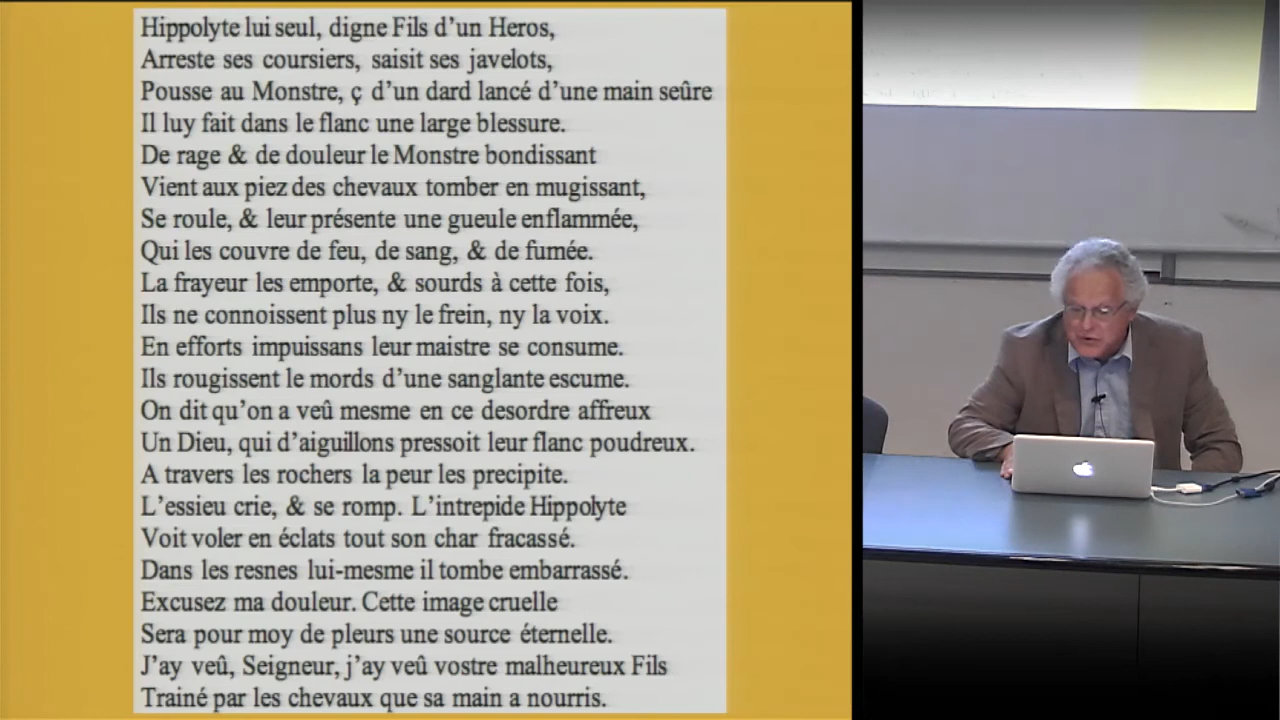 Hippolyte lui seul, digne Fils d’un Heros,
Arreste ses coursiers, saisit ses javelots,
Pousse au Monstre, ç d’un dard lancé d’une main seûre
Il luy fait dans le flanc une large blessure.
De rage & de douleur le Monstre bondissant
Vient aux piez des chevaux tomber en mugissant,
Se roule, & leur présente une gueule enflammée,
Qui les couvre de feu, de sang, & de fumée.
La frayeur les emporte, & sourds à cette fois,
Ils ne connoissent plus ny le frein, ny la voix.
En efforts impuissans leur maistre se consume.
Ils rougissent le mords d’une sanglante escume.
On dit qu’on a veû mesme en ce desordre affreux
Un Dieu, qui d’aiguillons pressoit leur flanc poudreux.
A travers les rochers la peur les precipite.
L’essieu crie, & se romp. L’intrepide Hippolyte
Voit voler en éclats tout son char fracassé.
Dans les resnes lui-mesme il tombe embarrassé.
Excusez ma douleur. Cette image cruelle
Sera pour moy de pleurs une source éternelle.
J’ay veû, Seigneur, j’ay veû vostre malheureux Fils
Trainé par les chevaux que sa main a nourris.